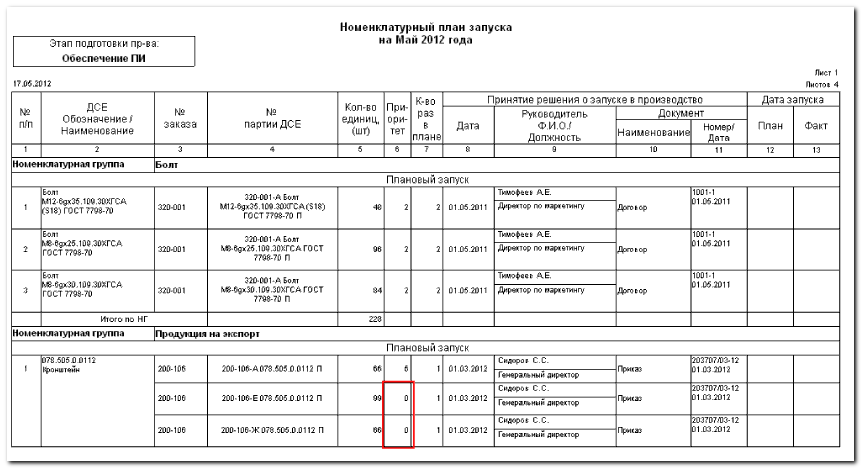 Номенклатурный план запуска
на Май 2012 года
Этап подготовки пр-ва:
Обеспечение ПИ
Лист 1
17.05.2012 Листов 4
№ п/п ДСЕ Обозначение / Наименование № заказа № партии ДСЕ Кол-во единиц, (шт) При-ори-тет К-во раз в плане Принятие решения о запуске в производство Дата запуска
Дата Руководитель Ф.И.О./ Должность Документ План Факт
Наименование Номер/ Дата
1 2 3 4 5 6 7 8 9 10 11 12 13
Номенклатурная группа Болт
Плановый запуск
Болт 320-001-А Болт Тимофеев А.Е. 1001-1
1 М12-6gх35.109.30ХГСА 320-001 М12-6gх35.109.30ХГСА (S18) 48 2 2 01.05.2011 Директор по маркетингу Договор 01.05.2011
(S18) ГОСТ 7798-70 ГОСТ 7798-70 П
Болт 320-001-А Болт Тимофеев А.Е. 1001-1
2 М8-6gх25.109.30ХГСА 320-001 М8-6gх25.109.30ХГСА ГОСТ 96 2 2 01.05.2011 Директор по маркетингу Договор 01.05.2011
ГОСТ 7798-70 7798-70 П
Болт 320-001-А Болт Тимофеев А.Е. 1001-1
3 М8-6gх30.109.30ХГСА 320-001 М8-6gх30.109.30ХГСА ГОСТ 84 2 2 01.05.2011 Директор по маркетингу Договор 01.05.2011
ГОСТ 7798-70 7798-70 П
Итого по НГ 228
Номенклатурная группа Продукция на экспорт
Плановый запуск
078.505.0.0112 Сидоров С.С. 203707/03-12
1 Кронштейн 200-106 200-106-А 078.505.0.0112 П 66 6 1 01.03.2012 Генеральный директор Приказ 01.03.2012
Сидоров С.С. 203707/03-12
200-106 200-106-Е 078.505.0.0112 П 99 0 1 01.03.2012 Генеральный директор Приказ 01.03.2012
Сидоров С.С. 203707/03-12
200-106 200-106-Ж 078.505.0.0112 П 66 0 1 01.03.2012 Генеральный директор Приказ 01.03.2012